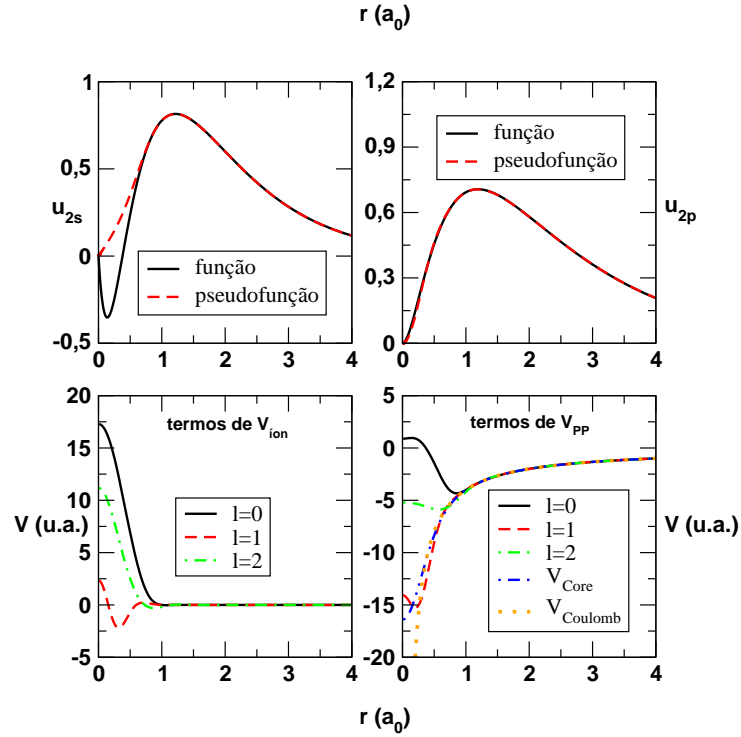 r (a0)
1
0,5
0
-0,5
u2s
função
pseudofunção
0 1 2 3 4
1,2
0,9
0,6
0,3
0
u2p
função
pseudofunção
0 1 2 3 4
20
15
10
5
0
-5
V (u.a.)
termos de Víon
l=0
l=1
l=2
0 1 2 3 4
5
0
-5
-10
-15
-20
V (u.a.)
termos de VPP
l=0
l=1
l=2
VCore
VCoulomb
0 1 2 3 4
r (a0)